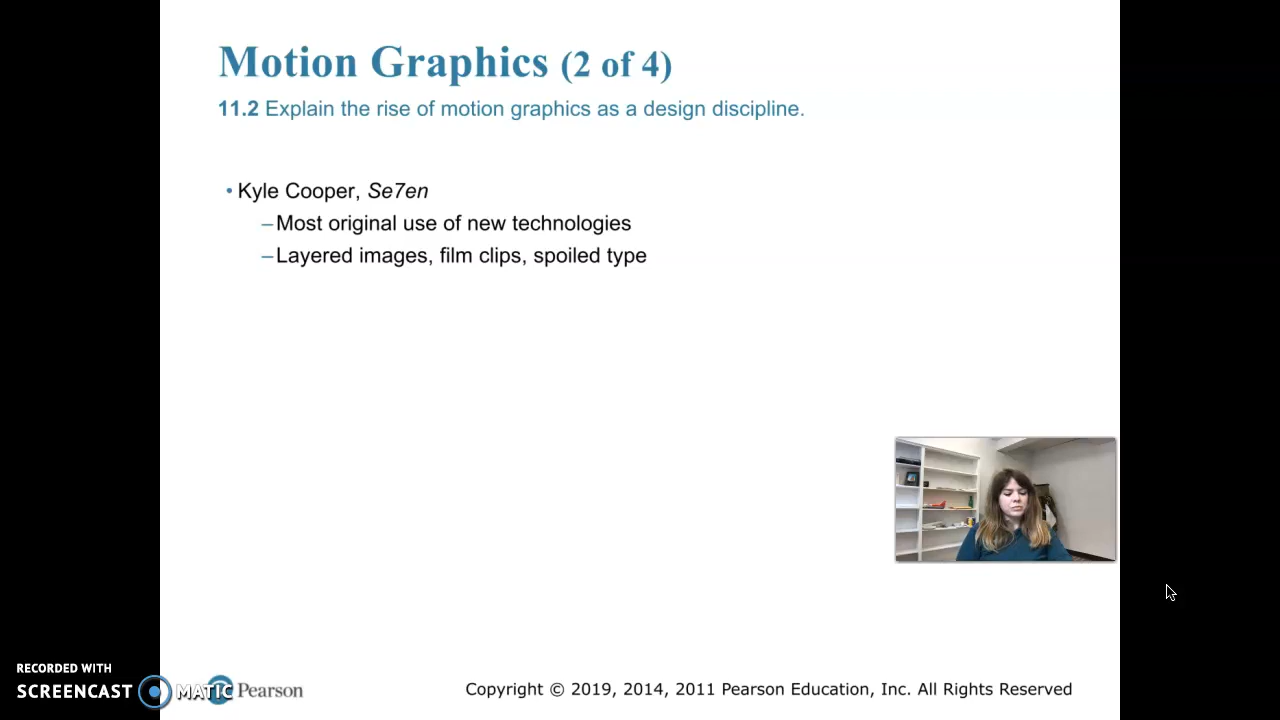 Motion Graphics (2 of 4)
11.2 Explain the rise of motion graphics as a design discipline.
• Kyle Cooper, Se7en
–Most original use of new technologies
–Layered images, film clips, spoiled type
RECORDED WITH
SCREENCAST MATIC
Pearson
Copyright © 2019, 2014, 2011 Pearson Education, Inc. All Rights Reserved